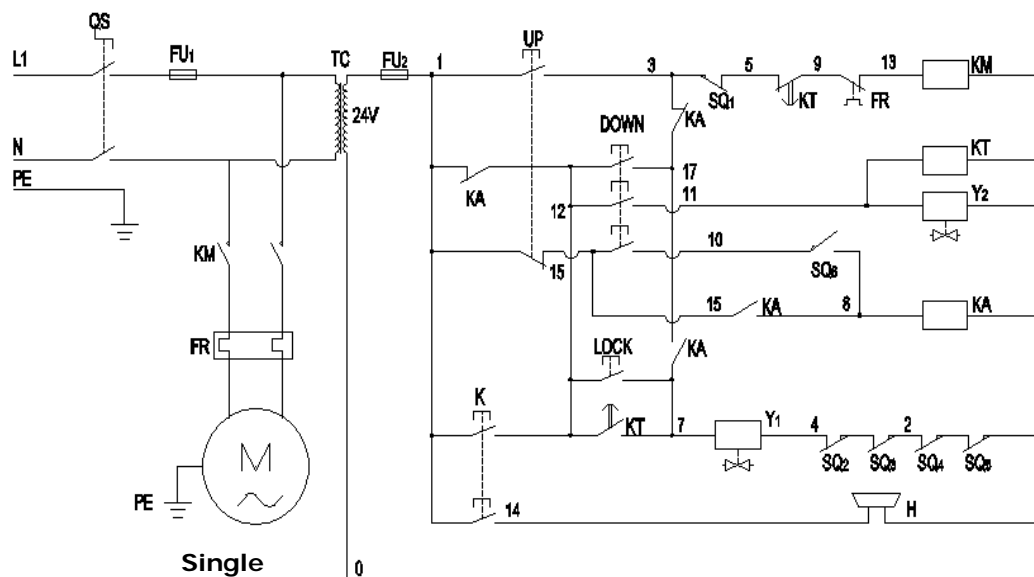 QS
L1
FU1
TC
FU2
1
UP
3
5
9
13
KM
SQ1
KT
FR
24V
KA
DOWN
N
17
KT
PE
KA
11
Y2
12
KM
15
10
SQ6
15
KA
8
KA
FR
LOCK
KA
K
KT
7
Y1
4
2
M
SQ2
SQ3
SQ4
SQ5
PE
14
H
Single
0